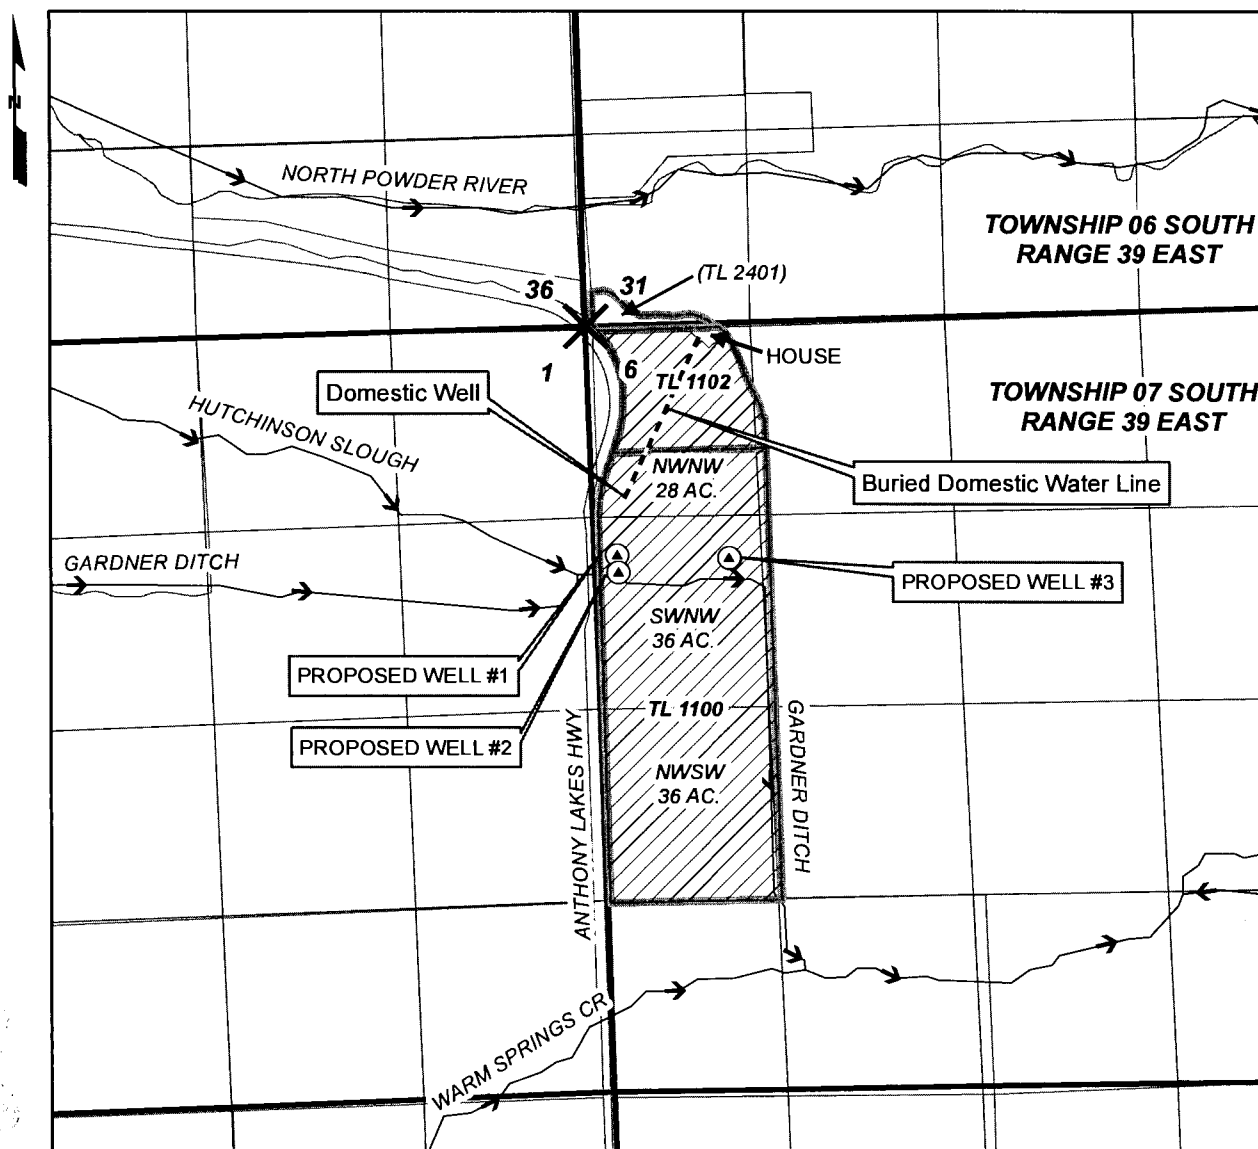 N
NORTH POWDER RIVER
TOWNSHIP 06 SOUTH
RANGE 39 EAST
36
31
(TL 2401)
HOUSE
1
6
TL 1102
TOWNSHIP 07 SOUTH
RANGE 39 EAST
Domestic Well
HUTCHINSON SLOUGH
NWNW
28 AC.
Buried Domestic Water Line
GARDNER DITCH
PROPOSED WELL #3
SWNW
36 AC.
PROPOSED WELL #1
TL 1100
PROPOSED WELL #2
ANTHONY LAKES HWY
NWSW
36 AC.
GARDNER DITCH
WARM SPRINGS CR